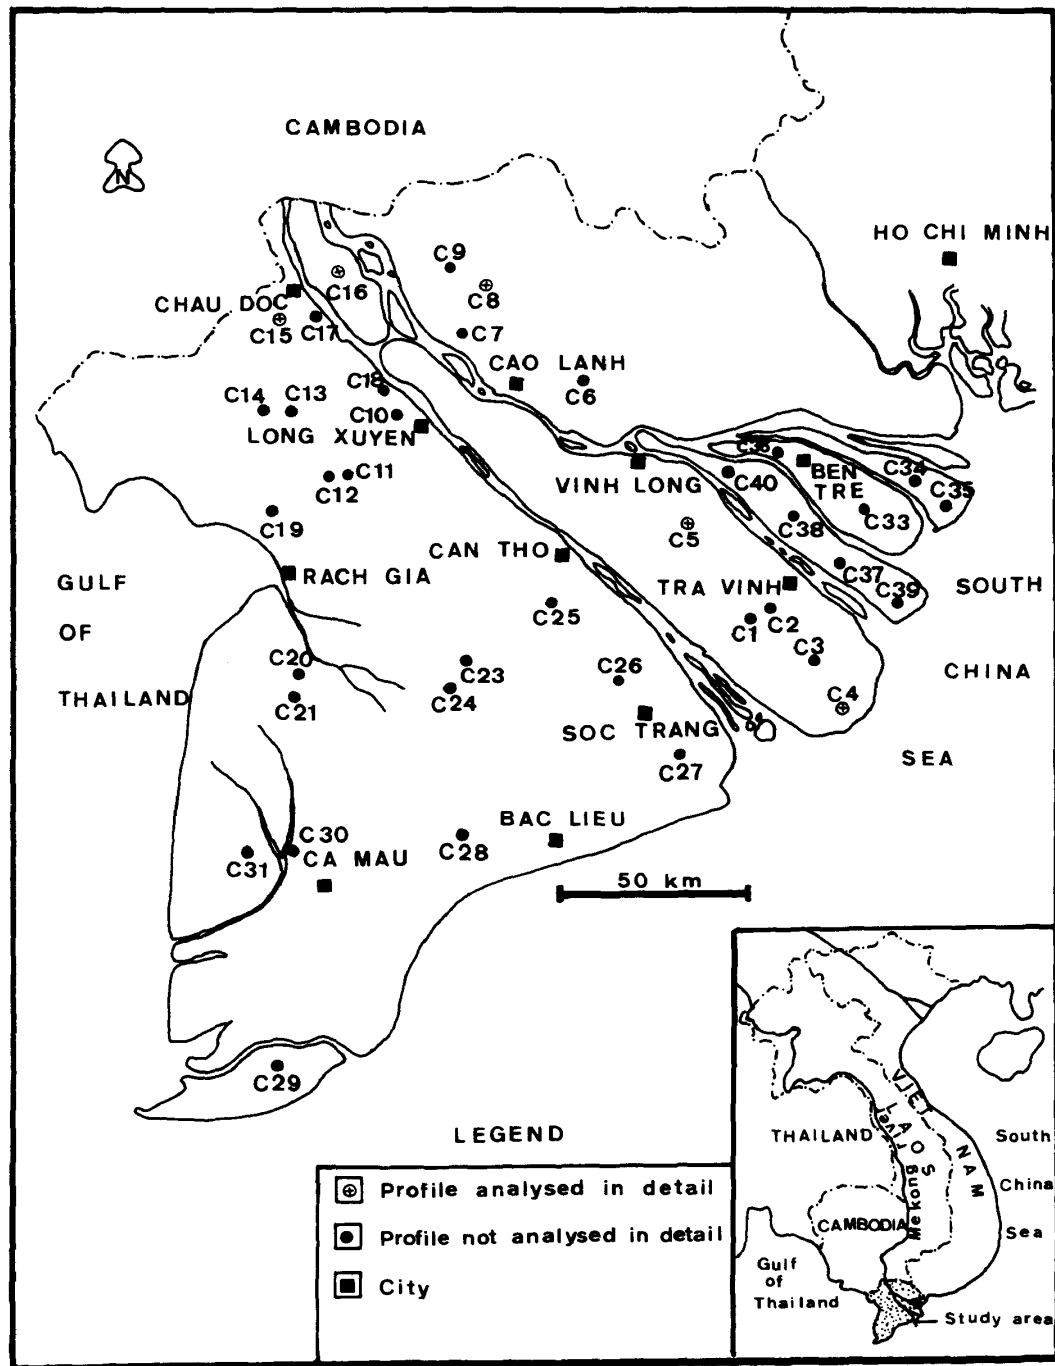 CAMBODIA
N
HO CHI MINH
C9
C16
C8
CHAU DOC
C15
C17
C7
CAO LANH
C6
C18
C14
C13
C10
LONG XUYEN
C11
C12
C36
BEN
TRE
C34
C35
C40
VINH LONG
C19
C38
C33
C5
CAN THO
GULF
OF
THAILAND
RACH GIA
C37
C39
SOUTH
CHINA
SEA
TRA VINH
C25
C1
C2
C3
C20
C21
C23
C24
C26
C4
SOC TRANG
C27
BAC LIEU
C30
C31
CA MAU
C28
50 km
C29
LEGEND
Profile analysed in detail
Profile not analysed in detail
City
VIET
NAM
LAOS
THAILAND
River
Mekong
CAMBODIA
South
China
Sea
Gulf
of
Thailand
Study area